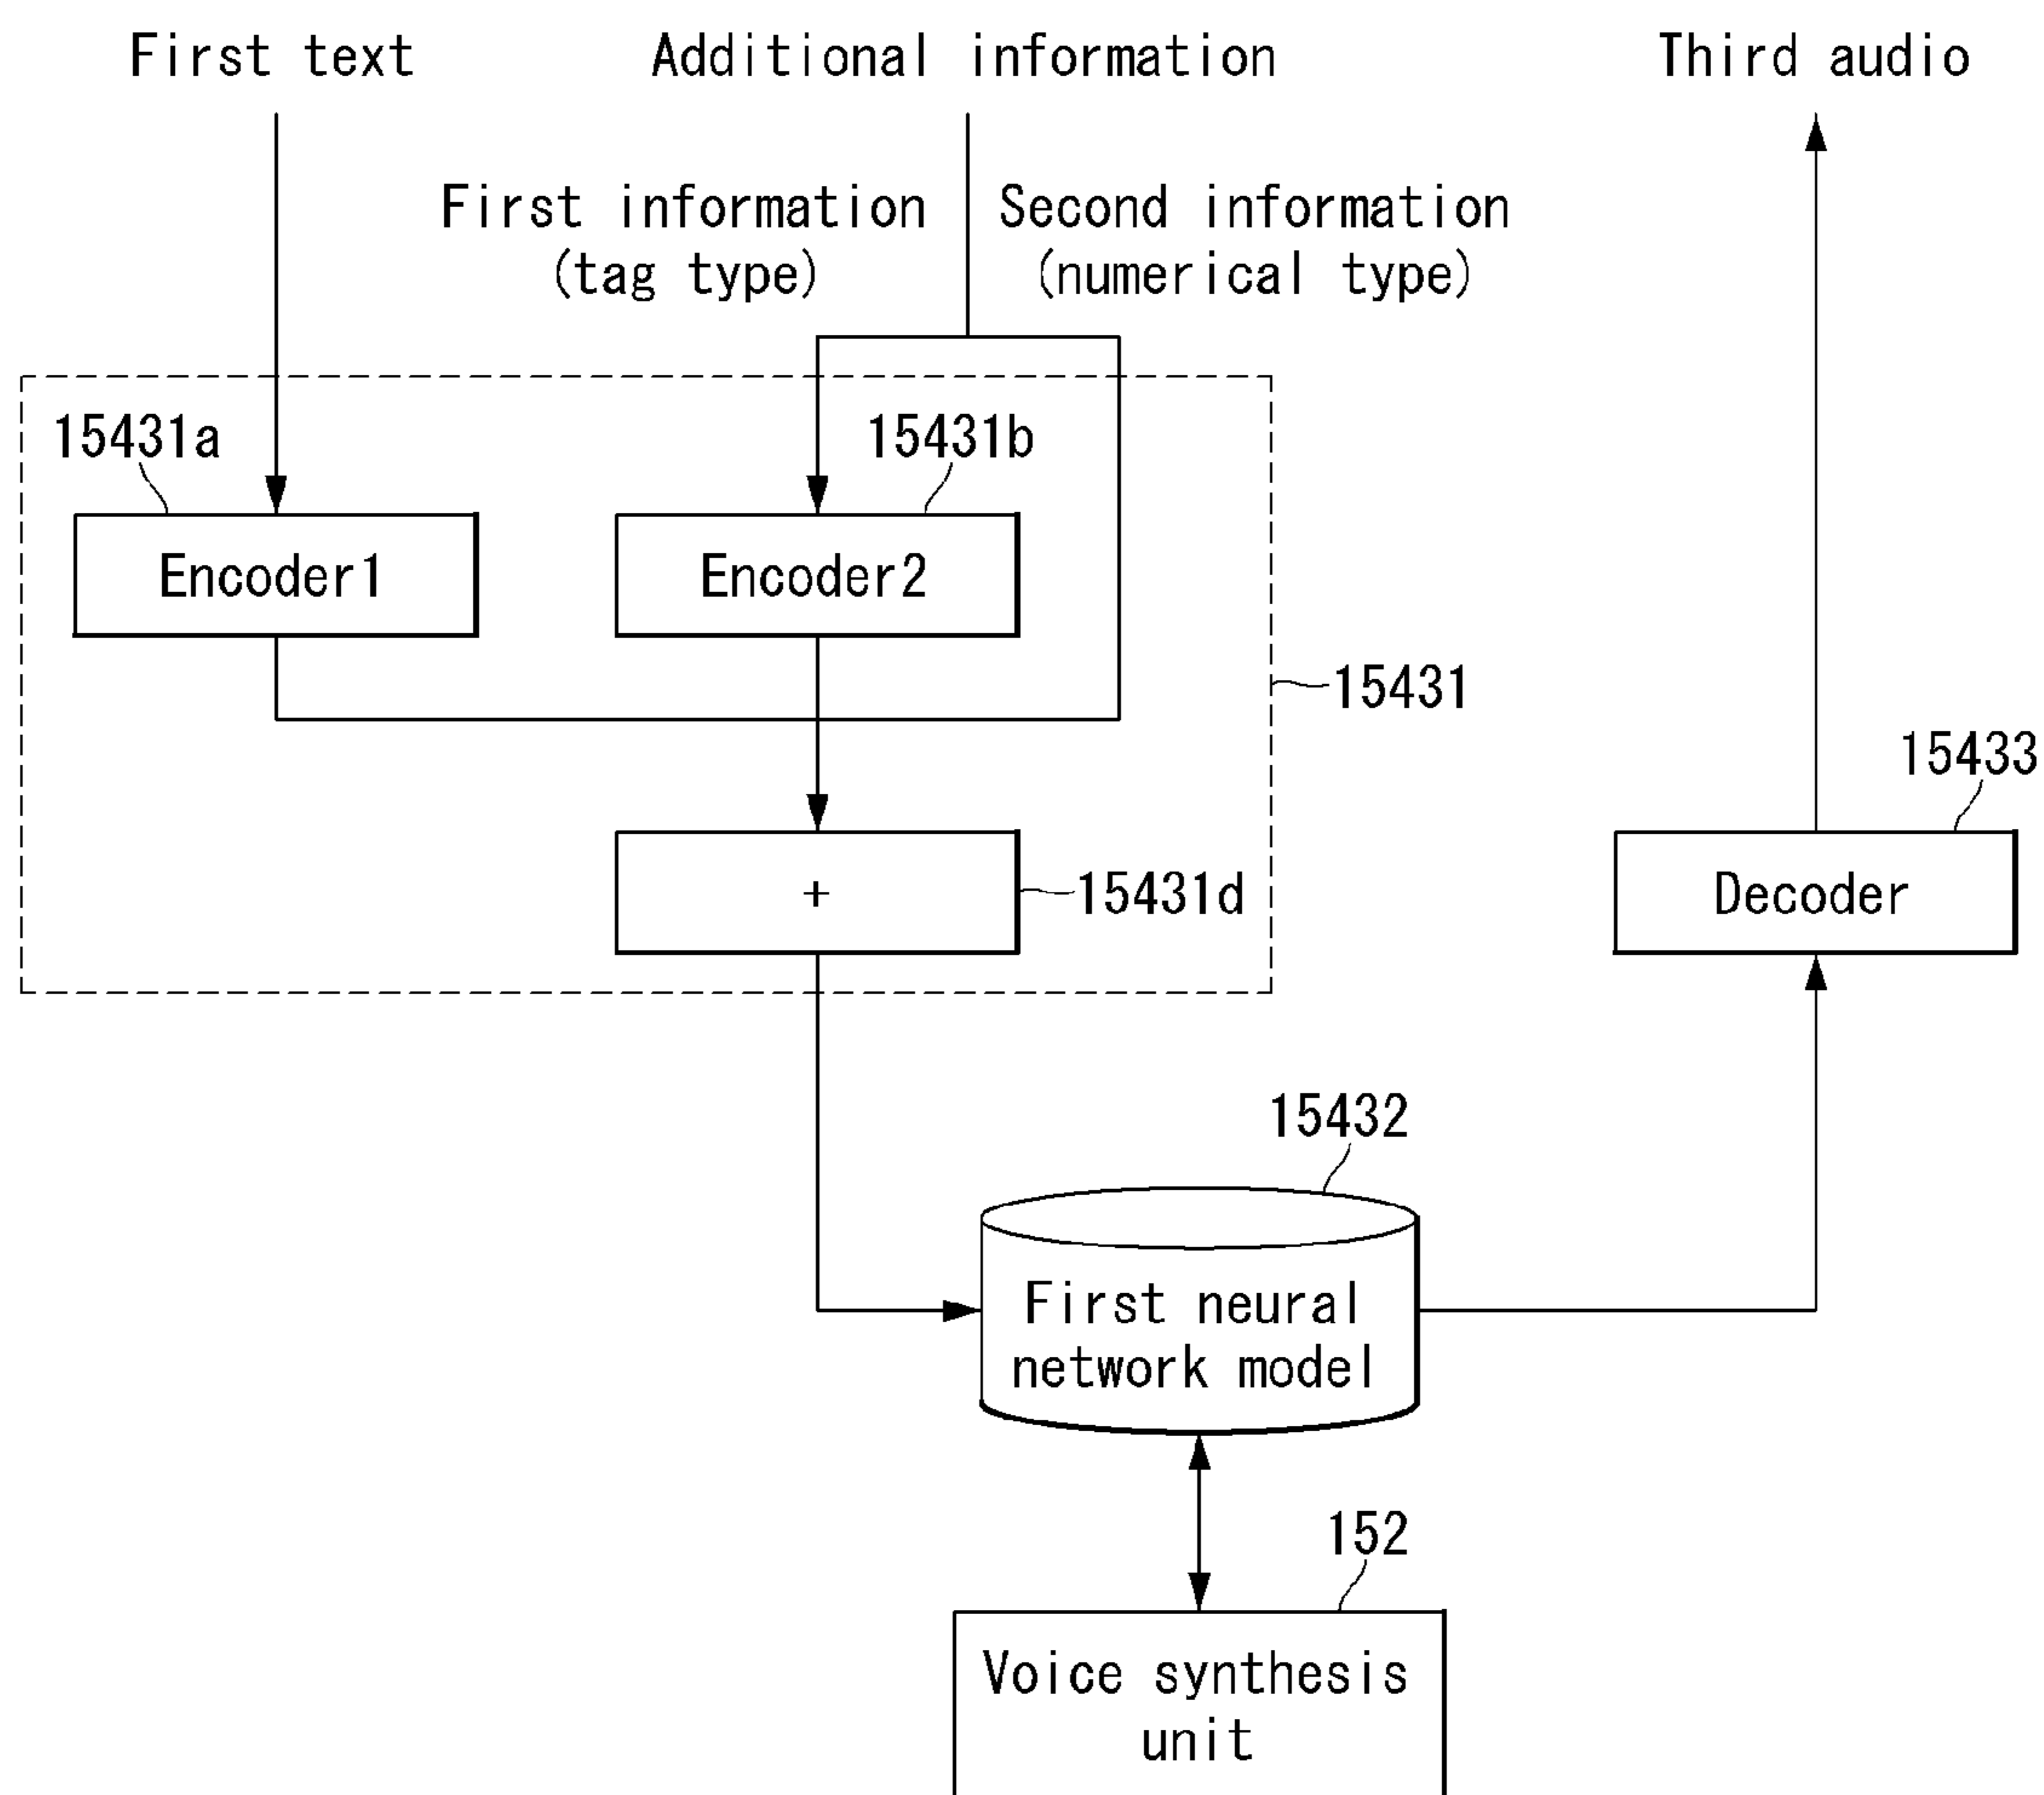 First text
Additional information
Third audio
First information
(tag type)
Second information
(numerical type)
15431a
15431b
Encoder1
Encoder2
15431
15433
+
15431d
Decoder
15432
First neural
network model
152
Voice synthesis
unit